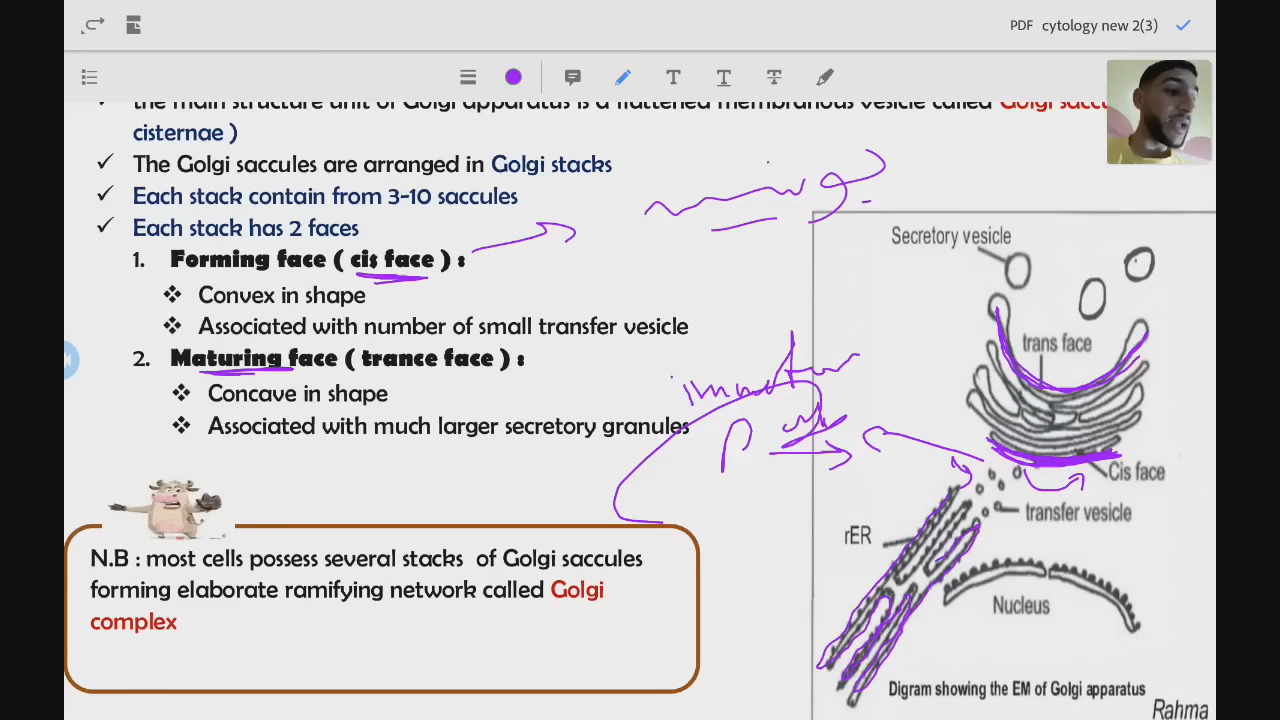 PDF cytology new 2(3)
the main structure unit of Golgi apparatus is a flattened membranous vesicle called Golgi
cisternae )
The Golgi saccules are arranged in Golgi stacks
Each stack contain from 3-10 saccules
Each stack has 2 faces
1. Forming face ( cis face ) :
Convex in shape
Associated with number of small transfer vesicle
2. Maturing face ( trance face ) :
Concave in shape
Associated with much larger secretory granules
N.B : most cells possess several stacks of Golgi saccules
forming elaborate ramifying network called Golgi
complex
Secretory vesicle
trans face
Cis face
transfer vesicle
rER
Nucleus
Digram showing the EM of Golgi apparatus
Rahma